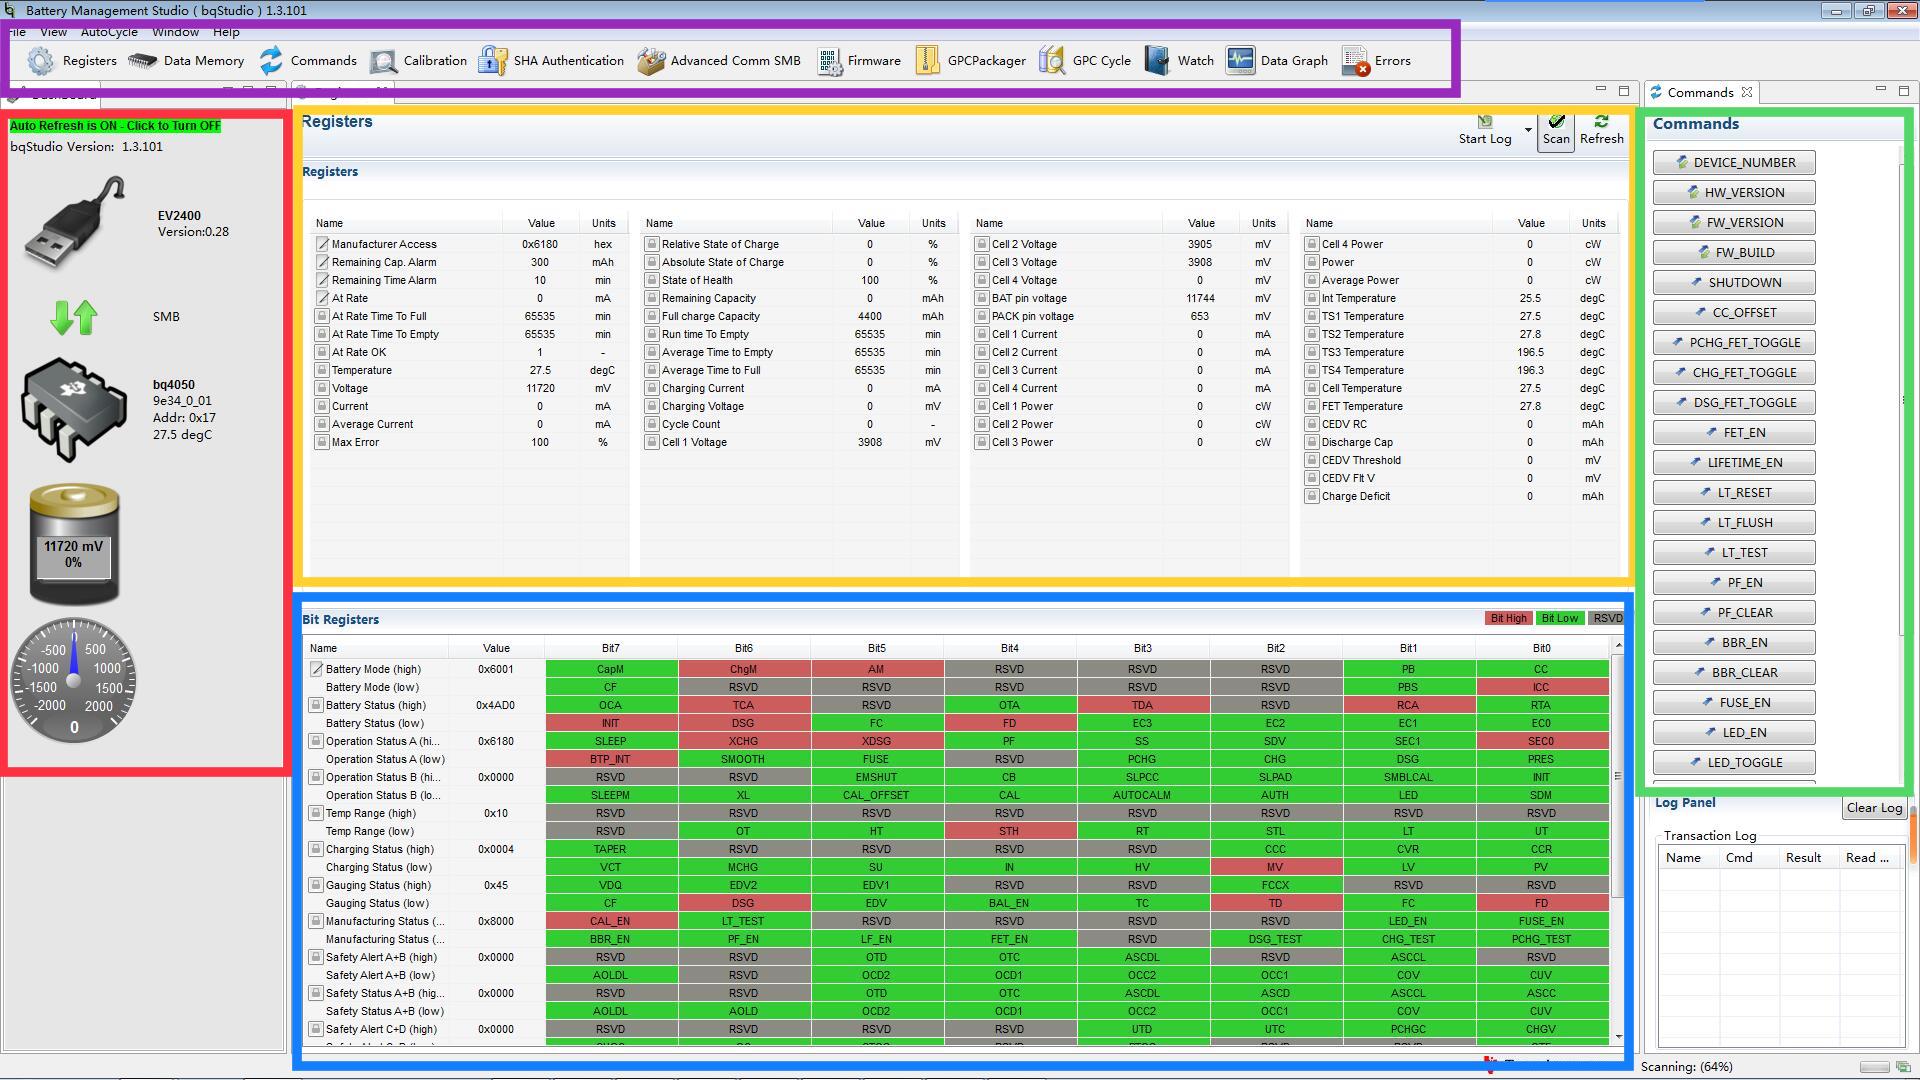 Battery Management Studio ( bqStudio ) 1.3.101
File View AutoCycle Window Help
Registers Data Memory Commands Calibration SHA Authentication Advanced Comm SMB Firmware GPCPackager GPC Cycle Watch Data Graph Errors
Auto Refresh is ON - Click to Turn OFF
bqStudio Version: 1.3.101
EV2400
Version:0.28
SMB
bq4050
9e34_0_01
Addr: 0x17
27.5 degC
11720 mV
0%
0
-500 500
-1000 1000
-1500 1500
-2000 2000
0
Registers
Start Log Scan Refresh
Registers
Name Value Units Name Value Units Name Value Units Name Value Units
Manufacturer Access 0x6180 hex Relative State of Charge 0 % Cell 2 Voltage 3905 mV Cell 4 Power 0 cW
Remaining Cap. Alarm 300 mAh Absolute State of Charge 0 % Cell 3 Voltage 3908 mV Power 0 cW
Remaining Time Alarm 10 min State of Health 100 % Cell 4 Voltage 0 mV Average Power 0 cW
At Rate 0 mA Remaining Capacity 0 mAh BAT pin voltage 11744 mV Int Temperature 25.5 degC
At Rate Time To Full 65535 min Full charge Capacity 4400 mAh PACK pin voltage 653 mV TS1 Temperature 27.5 degC
At Rate Time To Empty 65535 min Run time To Empty 65535 min Cell 1 Current 0 mA TS2 Temperature 27.8 degC
At Rate OK 1 - Average Time to Empty 65535 min Cell 2 Current 0 mA TS3 Temperature 196.5 degC
Temperature 27.5 degC Average Time to Full 65535 min Cell 3 Current 0 mA TS4 Temperature 196.3 degC
Voltage 11720 mV Charging Current 0 mA Cell 4 Current 0 mA Cell Temperature 27.5 degC
Current 0 mA Charging Voltage 0 mV Cell 1 Power 0 cW FET Temperature 27.8 degC
Average Current 0 mA Cycle Count 0 - Cell 2 Power 0 cW CEDV RC 0 mAh
Max Error 100 % Cell 1 Voltage 3908 mV Cell 3 Power 0 cW Discharge Cap 0 mAh
CEDV Threshold 0 mV
CEDV Flt V 0 mV
Charge Deficit 0 mAh
Bit Registers Bit High Bit Low RSVD
Name Value Bit7 Bit6 Bit5 Bit4 Bit3 Bit2 Bit1 Bit0
Battery Mode (high) 0x6001 CapM ChgM AM RSVD RSVD RSVD PB CC
Battery Mode (low) CF RSVD RSVD RSVD RSVD RSVD PBS ICC
Battery Status (high) 0x4AD0 OCA TCA RSVD OTA TDA RSVD RCA RTA
Battery Status (low) INIT DSG FC FD EC3 EC2 EC1 EC0
Operation Status A (hi... 0x6180 SLEEP XCHG XDSG PF SS SDV SEC1 SEC0
Operation Status A (low) BTP_INT SMOOTH FUSE RSVD PCHG CHG DSG PRES
Operation Status B (hi... 0x0000 RSVD RSVD EMSHUT CB SLPCC SLPAD SMBLCAL INIT
Operation Status B (lo... SLEEPM XL CAL_OFFSET CAL AUTOCALM AUTH LED SDM
Temp Range (high) 0x10 RSVD RSVD RSVD RSVD RSVD RSVD RSVD RSVD
Temp Range (low) RSVD OT HT STH RT STL LT UT
Charging Status (high) 0x0004 TAPER RSVD RSVD RSVD RSVD CCC CVR CCR
Charging Status (low) VCT MCHG SU IN HV MV LV PV
Gauging Status (high) 0x45 VDQ EDV2 EDV1 RSVD RSVD FCCX RSVD RSVD
Gauging Status (low) CF DSG EDV BAL_EN TC TD FC FD
Manufacturing Status (... 0x8000 CAL_EN LT_TEST RSVD RSVD RSVD RSVD LED_EN FUSE_EN
Manufacturing Status (... BBR_EN PF_EN LF_EN FET_EN RSVD DSG_TEST CHG_TEST PCHG_TEST
Safety Alert A+B (high) 0x0000 RSVD RSVD OTD OTC ASCDL RSVD ASCCL RSVD
Safety Alert A+B (low) AOLDL RSVD OCD2 OCD1 OCC2 OCC1 COV CUV
Safety Status A+B (hig... 0x0000 RSVD RSVD OTD OTC ASCDL ASCD ASCCL ASCC
Safety Status A+B (low) AOLDL AOLD OCD2 OCD1 OCC2 OCC1 COV CUV
Safety Alert C+D (high) 0x0000 RSVD RSVD RSVD RSVD UTD UTC PCHGC CHGV
Commands
Commands
DEVICE_NUMBER
HW_VERSION
FW_VERSION
FW_BUILD
SHUTDOWN
CC_OFFSET
PCHG_FET_TOGGLE
CHG_FET_TOGGLE
DSG_FET_TOGGLE
FET_EN
LIFETIME_EN
LT_RESET
LT_FLUSH
LT_TEST
PF_EN
PF_CLEAR
BBR_EN
BBR_CLEAR
FUSE_EN
LED_EN
LED_TOGGLE
Log Panel Clear Log
Transaction Log
Name Cmd Result Read ...
Scanning: (64%)